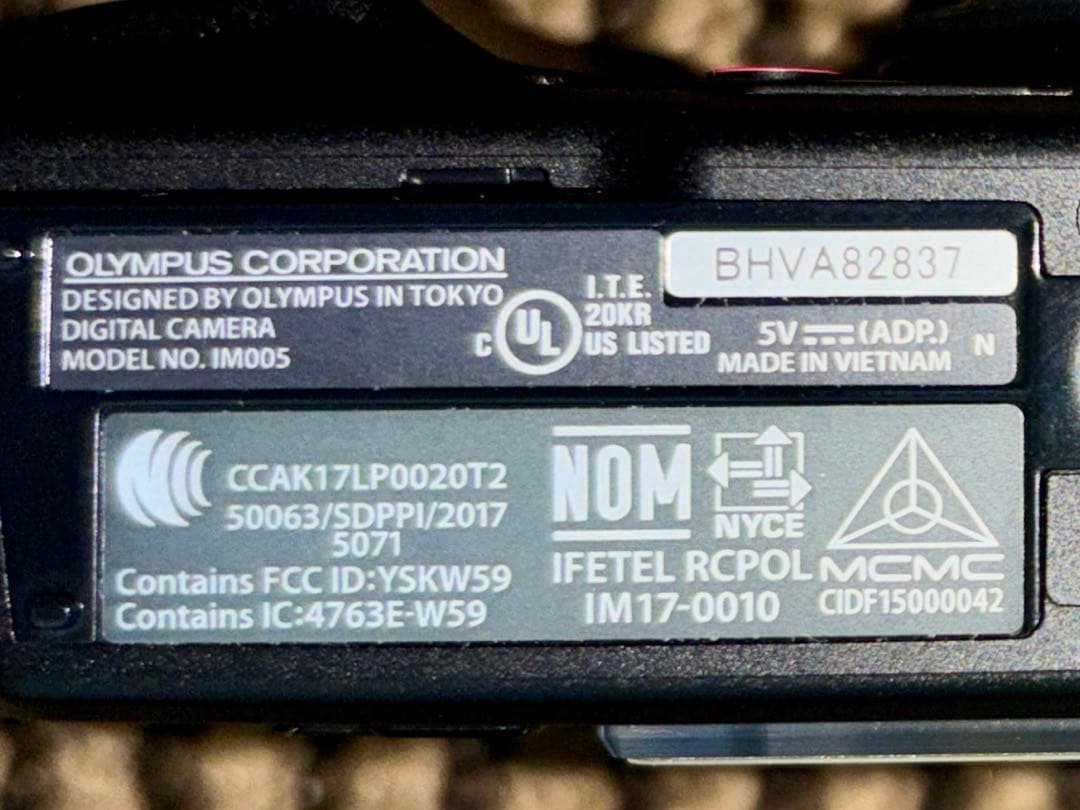 OLYMPUS CORPORATION
DESIGNED BY OLYMPUS IN TOKYO
DIGITAL CAMERA
MODEL NO. IM005
C UL US LISTED
I.T.E.
20KR
BHVA82837
5V⎓(ADP.)
MADE IN VIETNAM
N
CCAK17LP0020T2
50063/SDPPI/2017
5071
Contains FCC ID:YSKW59
Contains IC:4763E-W59
NOM
NYCE
IFETEL RCPOL
IM17-0010
MCMC
CIDF15000042